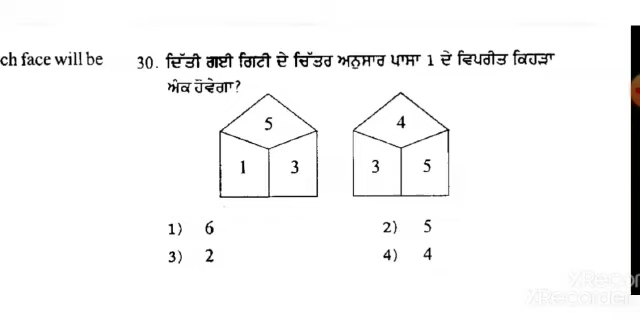 ch face will be
30. ਦਿੱਤੀ ਗਈ ਗਿਟੀ ਦੇ ਚਿੱਤਰ ਅਨੁਸਾਰ ਪਾਸਾ 1 ਦੇ ਵਿਪਰੀਤ ਕਿਹੜਾ
ਅੰਕ ਹੋਵੇਗਾ?
5 4
1 3 3 5
1) 6 2) 5
3) 2 4) 4
XRecorder